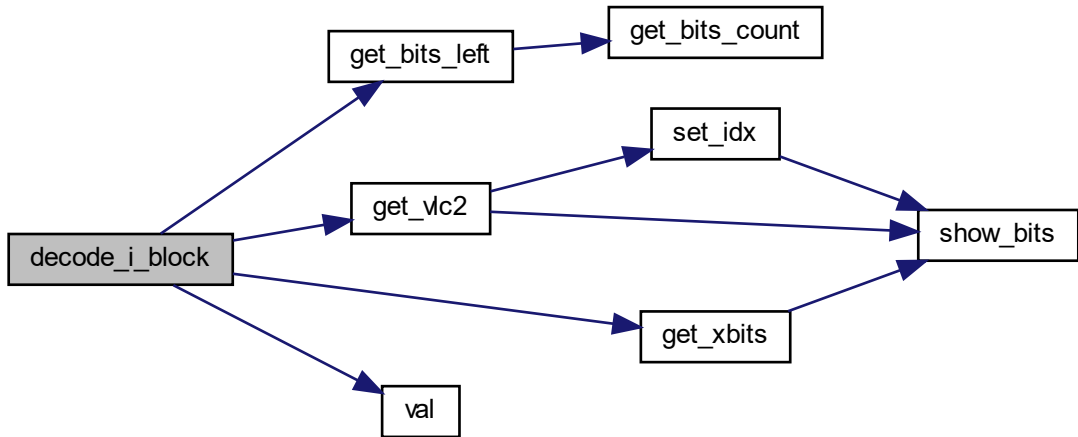 get_bits_count
get_bits_left
set_idx
get_vlc2
show_bits
decode_i_block
get_xbits
val